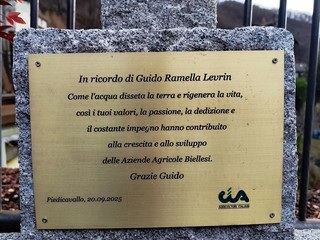 In ricordo di Guido Ramella Levrin
Come l'acqua disseta la terra e rigenera la vita,
così i tuoi valori, la passione, la dedizione e
il costante impegno hanno contribuito
alla crescita e allo sviluppo
delle Aziende Agricole Biellesi.
Grazie Guido
Piedicavallo, 20.09.2025
CIA
AGRICOLTORI ITALIANI